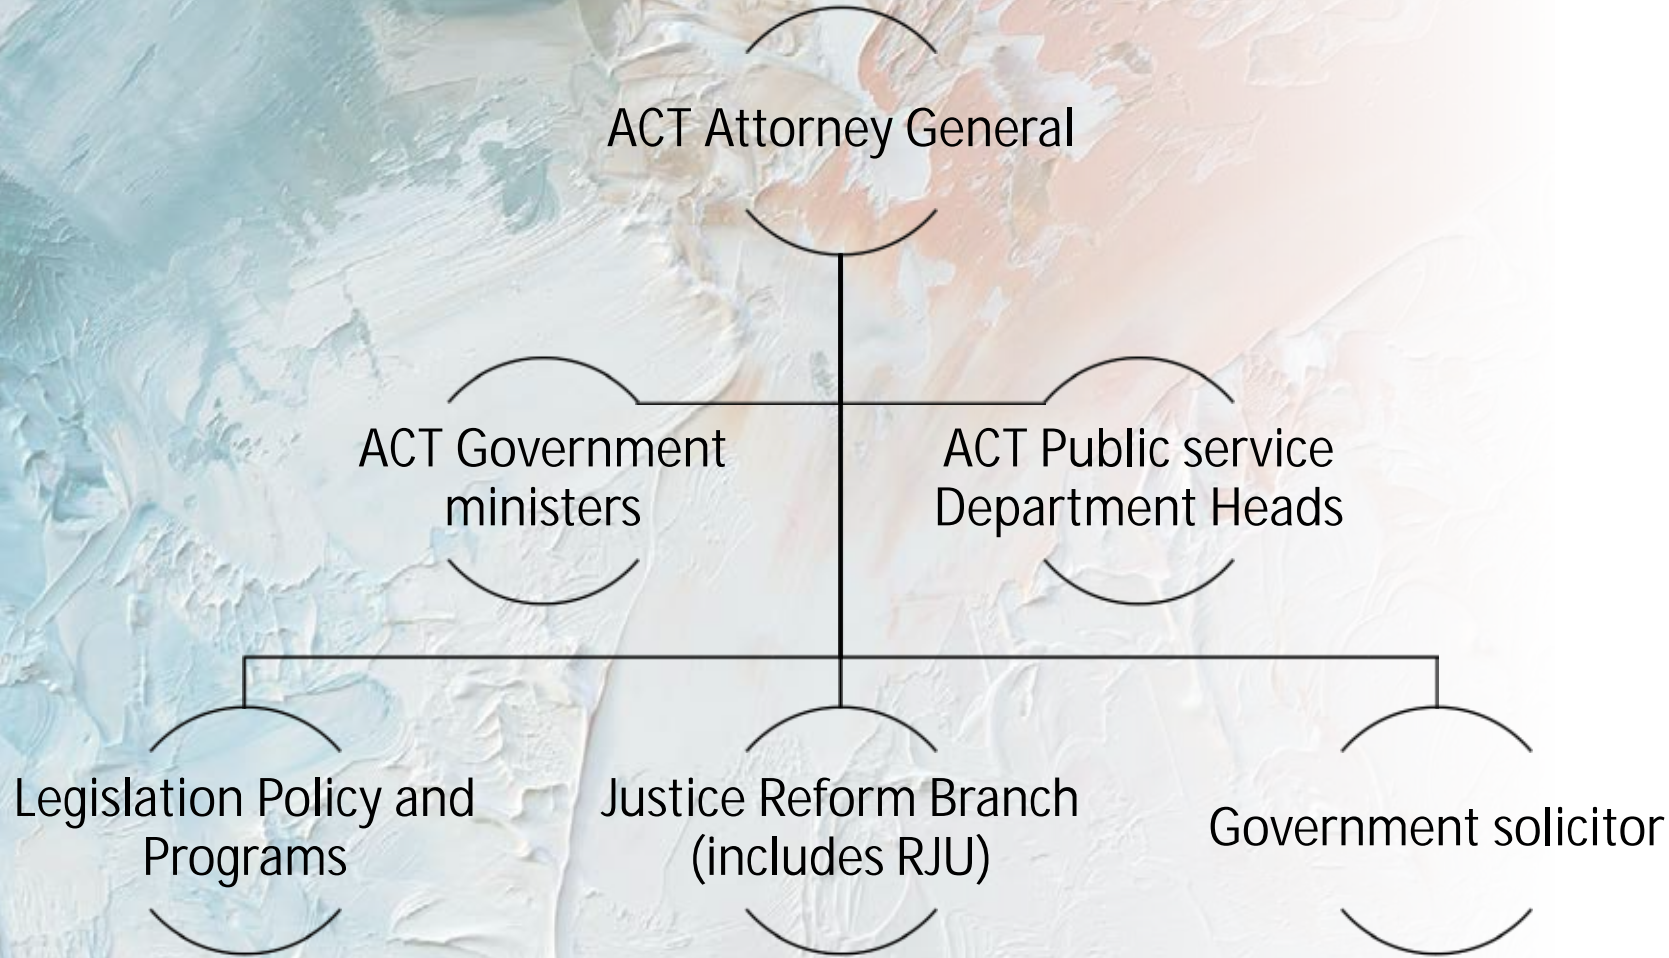 ACT Attorney General
ACT Government
ministers
ACT Public service
Department Heads
Legislation Policy and
Programs
Justice Reform Branch
(includes RJU)
Government solicitor